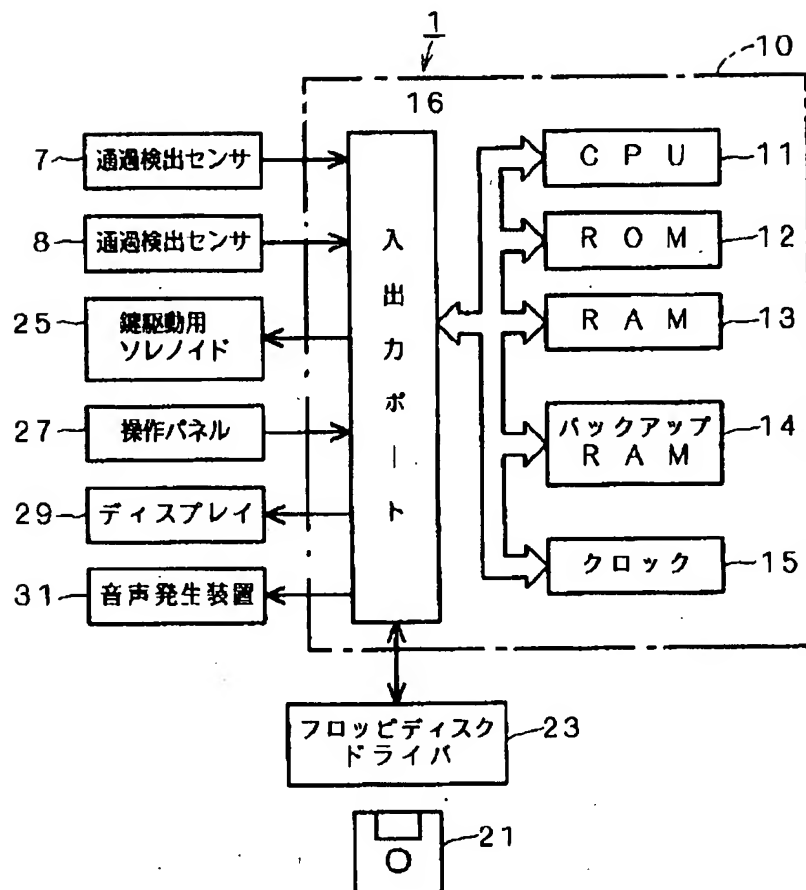 1
10
16
7 通過検出センサ
8 通過検出センサ
25 鍵駆動用
ソレノイド
27 操作パネル
29 ディスプレイ
31 音声発生装置
入出力ポート
CPU 11
ROM 12
RAM 13
バックアップ
RAM 14
クロック 15
フロッピディスク
ドライバ 23
21